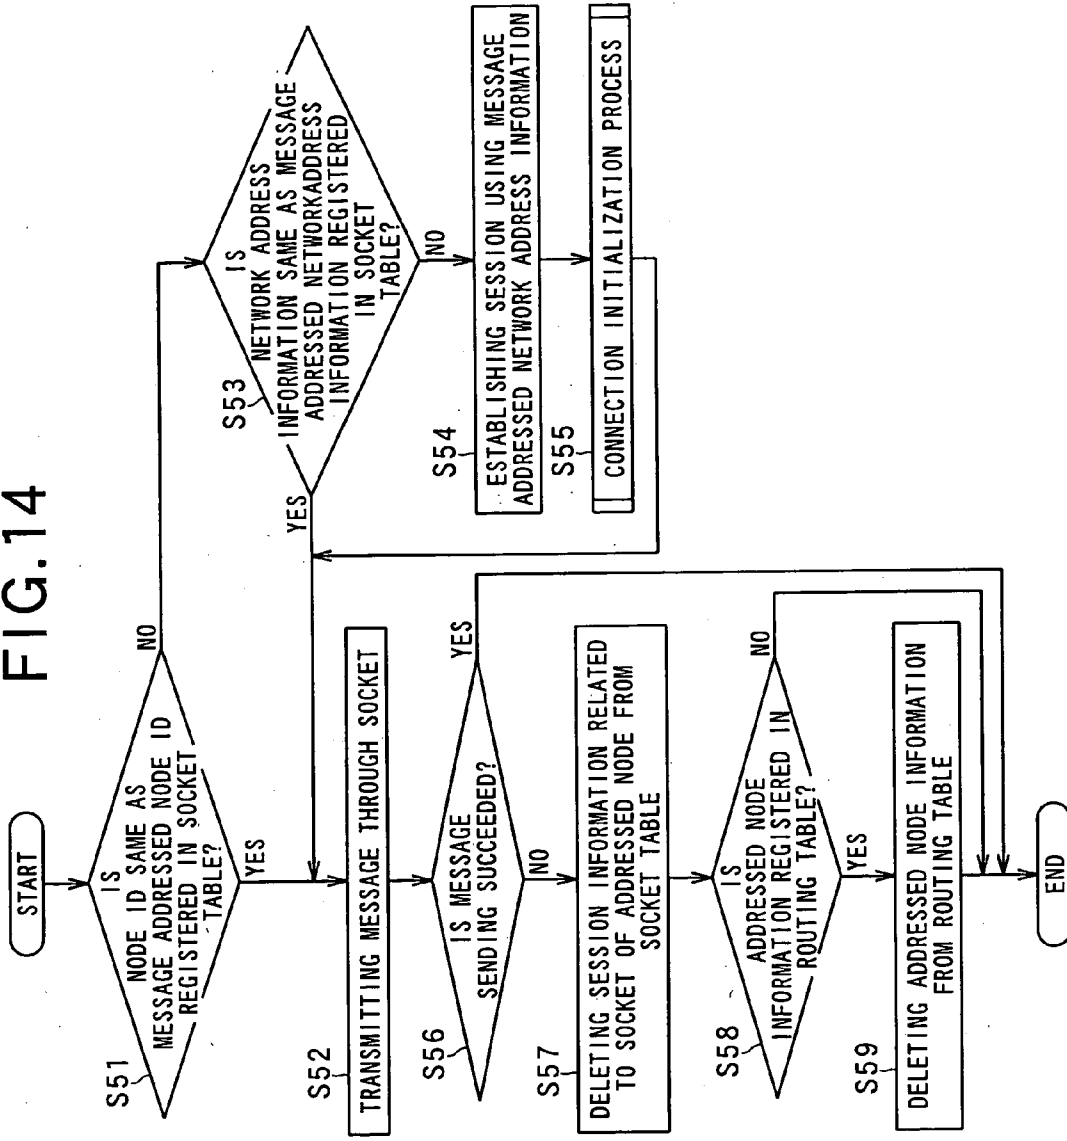 FIG.14
START
S51
IS
NODE ID SAME AS
MESSAGE ADDRESSED NODE ID
REGISTERED IN SOCKET
TABLE?
NO
YES
S53
IS
NETWORK ADDRESS
INFORMATION SAME AS MESSAGE
ADDRESSED NETWORKADDRESS
INFORMATION REGISTERED
IN SOCKET
TABLE?
YES
NO
S54
ESTABLISHING SESSION USING MESSAGE
ADDRESSED NETWORK ADDRESS INFORMATION
S55
CONNECTION INITIALIZATION PROCESS
S52
TRANSMITTING MESSAGE THROUGH SOCKET
S56
IS MESSAGE
SENDING SUCCEEDED?
YES
NO
S57
DELETING SESSION INFORMATION RELATED
TO SOCKET OF ADDRESSED NODE FROM
SOCKET TABLE
S58
IS
ADDRESSED NODE
INFORMATION REGISTERED IN
ROUTING TABLE?
NO
YES
S59
DELETING ADDRESSED NODE INFORMATION
FROM ROUTING TABLE
END